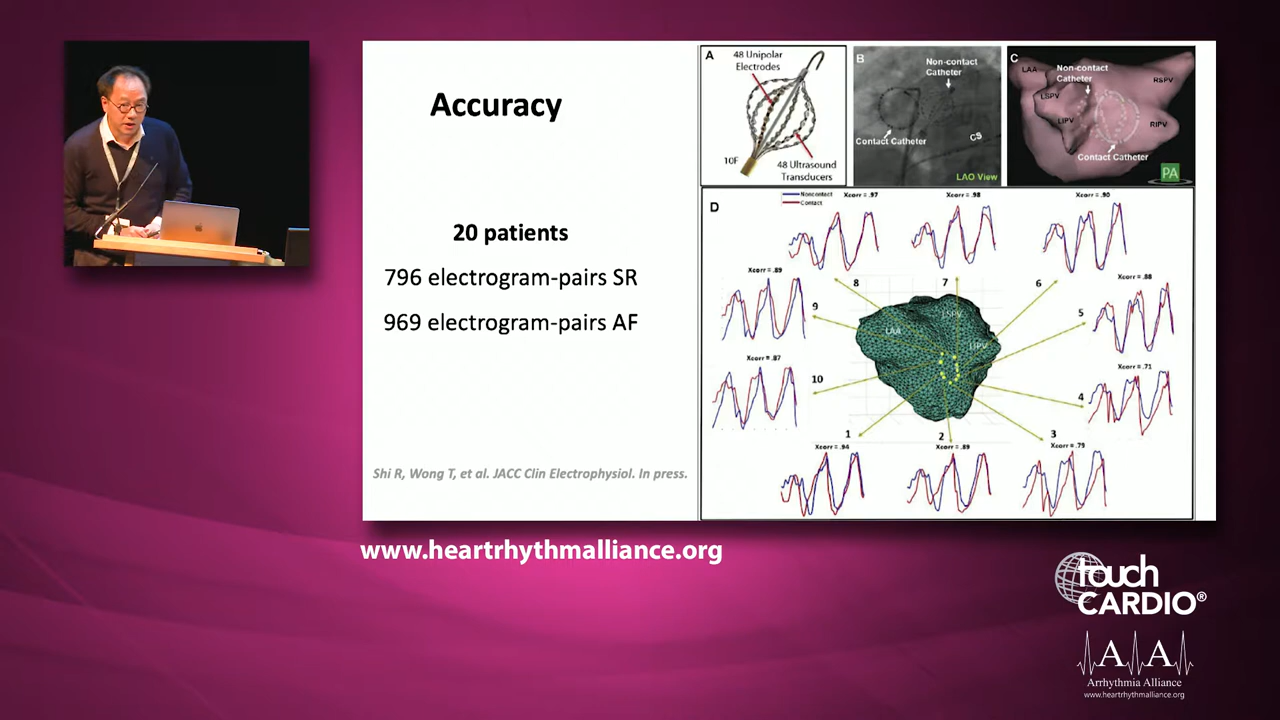 Accuracy
20 patients
796 electrogram-pairs SR
969 electrogram-pairs AF
Shi R, Wong T, et al. JACC Clin Electrophysiol. In press.
A
48 Unipolar
Electrodes
10F
48 Ultrasound
Transducers
B
Non-contact
Catheter
Contact Catheter
CS
LAO View
C
LAA
Non-contact
Catheter
RSPV
LSPV
LIPV
RIPV
Contact Catheter
PA
D
Noncontact
Contact
Xcorr = .97
Xcorr = .98
Xcorr = .90
Xcorr = .89
8
7
6
Xcorr = .88
9
5
LSPV
LAA
LIPV
Xcorr = .87
Xcorr = .71
10
4
1
2
3
Xcorr = .94
Xcorr = .89
Xcorr = .79
www.heartrhythmalliance.org
touch
CARDIO®
A A
Arrhythmia Alliance
www.heartrhythmalliance.org